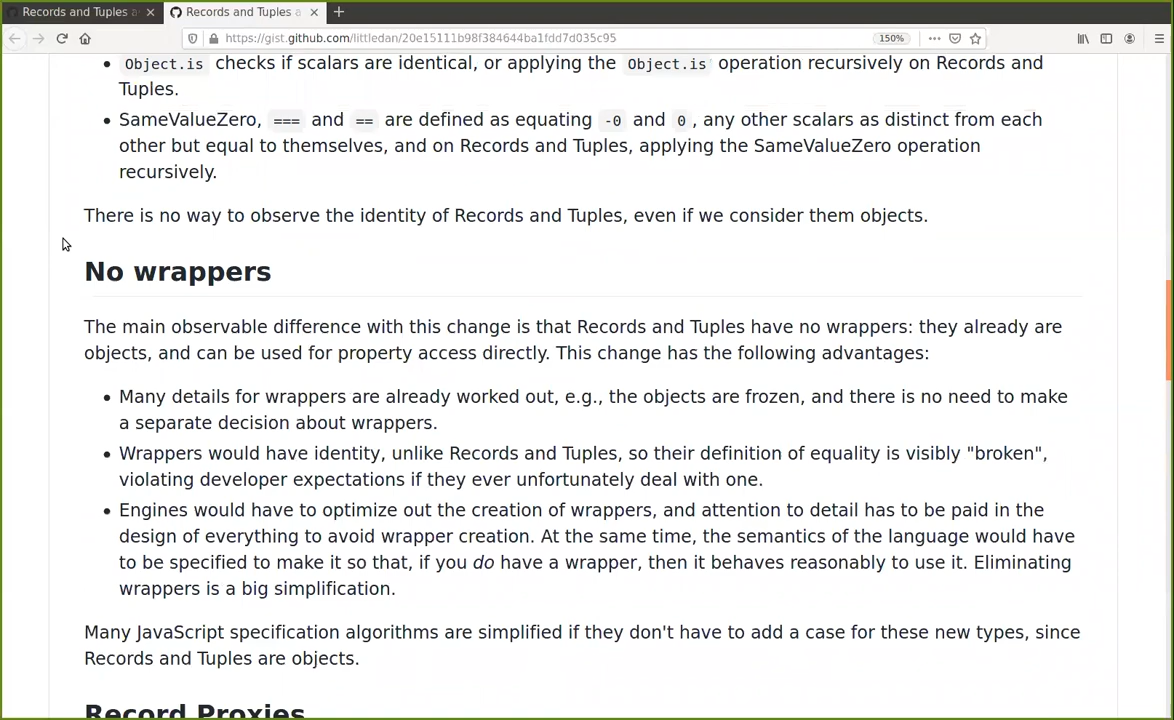 Records and Tuples a
Records and Tuples a
https://gist.github.com/littledan/20e15111b98f384644ba1fdd7d035c95
150%
Object.is checks if scalars are identical, or applying the Object.is operation recursively on Records and
Tuples.
SameValueZero, === and == are defined as equating -0 and 0, any other scalars as distinct from each
other but equal to themselves, and on Records and Tuples, applying the SameValueZero operation
recursively.
There is no way to observe the identity of Records and Tuples, even if we consider them objects.
No wrappers
The main observable difference with this change is that Records and Tuples have no wrappers: they already are
objects, and can be used for property access directly. This change has the following advantages:
Many details for wrappers are already worked out, e.g., the objects are frozen, and there is no need to make
a separate decision about wrappers.
Wrappers would have identity, unlike Records and Tuples, so their definition of equality is visibly "broken",
violating developer expectations if they ever unfortunately deal with one.
Engines would have to optimize out the creation of wrappers, and attention to detail has to be paid in the
design of everything to avoid wrapper creation. At the same time, the semantics of the language would have
to be specified to make it so that, if you do have a wrapper, then it behaves reasonably to use it. Eliminating
wrappers is a big simplification.
Many JavaScript specification algorithms are simplified if they don't have to add a case for these new types, since
Records and Tuples are objects.
Record Proxies